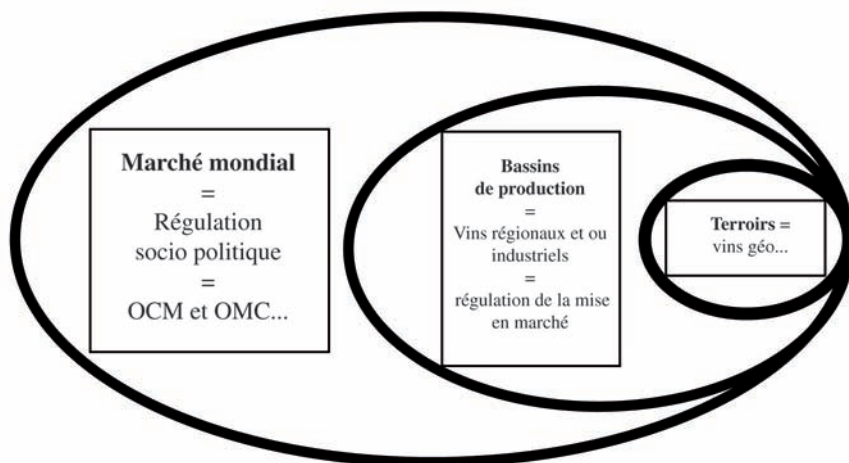 Marché mondial
=
Régulation
socio politique
=
OCM et OMC...
Bassins
de production
=
Vins régionaux et ou
industriels
=
régulation de la mise
en marché
Terroirs =
vins géo...